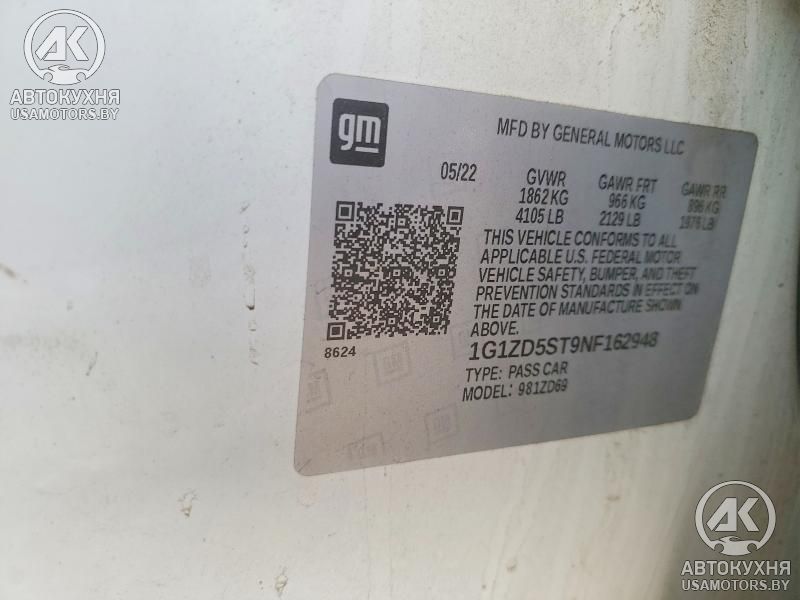 AK
АВТОКУХНЯ
USAMOTORS.BY
gm
MFD BY GENERAL MOTORS LLC
05/22 GVWR GAWR FRT GAWR RR
1862 KG 966 KG 896 KG
4105 LB 2129 LB 1976 LB
THIS VEHICLE CONFORMS TO ALL
APPLICABLE U.S. FEDERAL MOTOR
VEHICLE SAFETY, BUMPER, AND THEFT
PREVENTION STANDARDS IN EFFECT ON
THE DATE OF MANUFACTURE SHOWN
ABOVE.
8624
1G1ZD5ST9NF162948
TYPE: PASS CAR
MODEL: 981ZD69
AK
АВТОКУХНЯ
USAMOTORS.BY